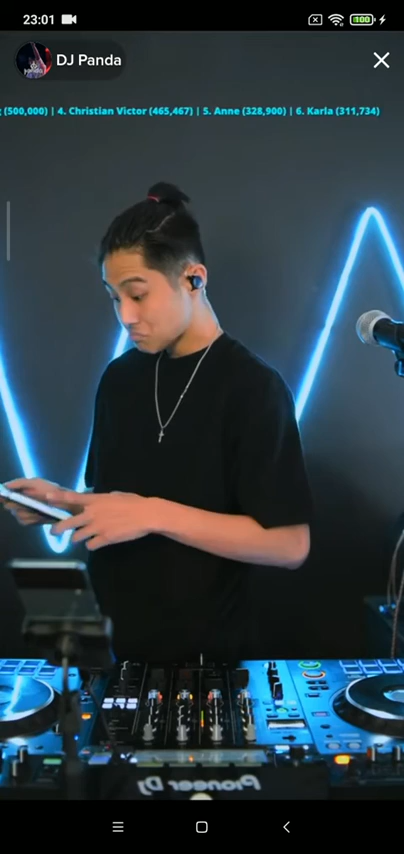 23:01 100
DJ Panda
(500,000) | 4. Christian Victor (465,467) | 5. Anne (328,900) | 6. Karla (311,734)
Pioneer Dj